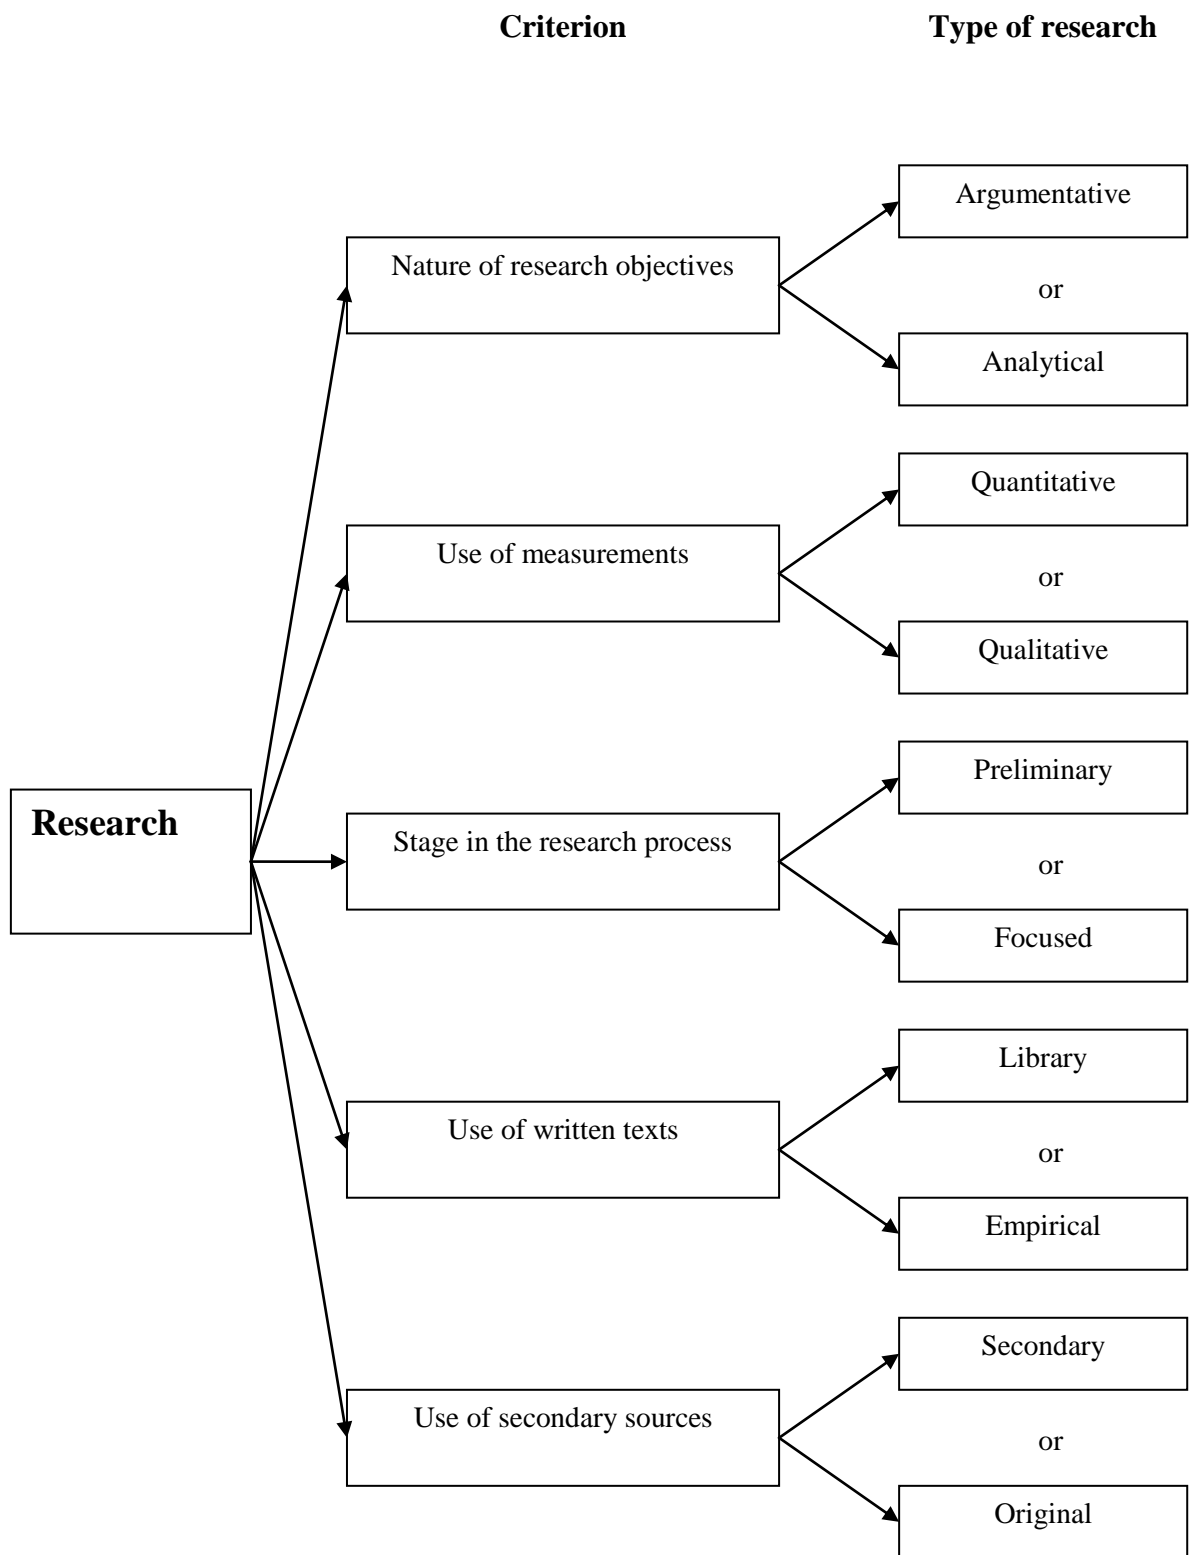 Criterion
Type of research
Argumentative
Nature of research objectives
or
Analytical
Quantitative
Use of measurements
or
Qualitative
Preliminary
Research
Stage in the research process
or
Focused
Library
Use of written texts
or
Empirical
Secondary
Use of secondary sources
or
Original